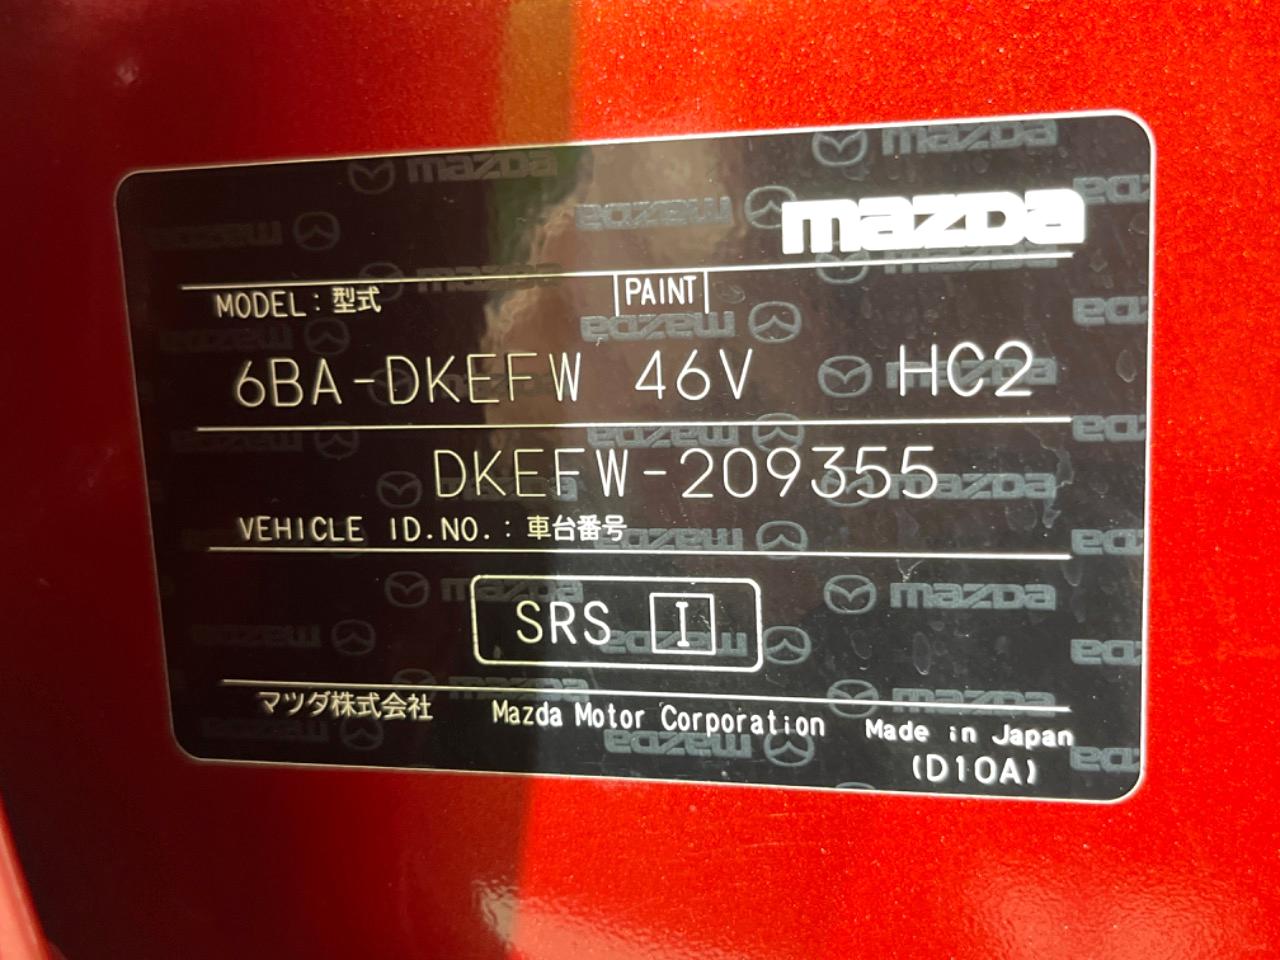 mazda
MODEL : 型式 PAINT
6BA-DKEFW 46V HC2
DKEFW-209355
VEHICLE ID.NO. : 車台番号
SRS I
マツダ株式会社 Mazda Motor Corporation Made in Japan
(D10A)